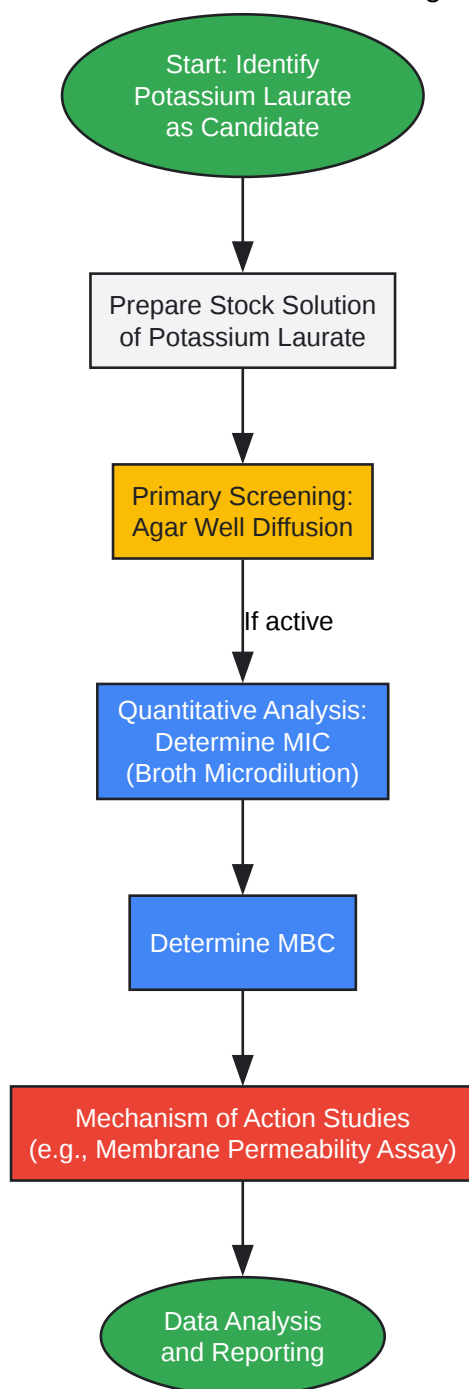 Start: Identify
Potassium Laurate
as Candidate
Prepare Stock Solution
of Potassium Laurate
Primary Screening:
Agar Well Diffusion
If active
Quantitative Analysis:
Determine MIC
(Broth Microdilution)
Determine MBC
Mechanism of Action Studies
(e.g., Membrane Permeability Assay)
Data Analysis
and Reporting